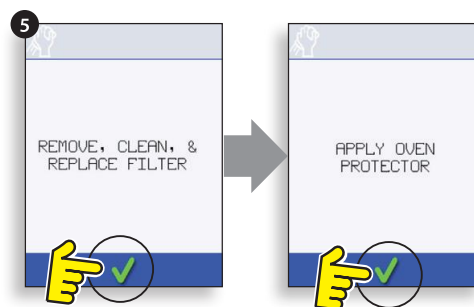 5
REMOVE, CLEAN, &
REPLACE FILTER
APPLY OVEN
PROTECTOR